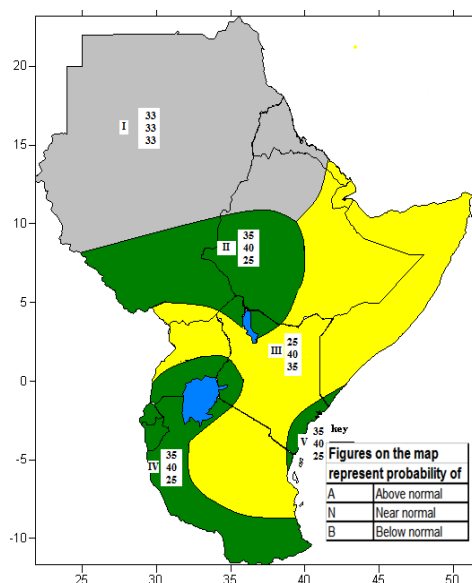 20
15
10
5
0
-5
-10
25
30
35
40
45
50
I
33
33
33
II
35
40
25
III
25
40
35
IV
35
40
25
V
35
40
25
key
Figures on the map
represent probability of
A Above normal
N Near normal
B Below normal